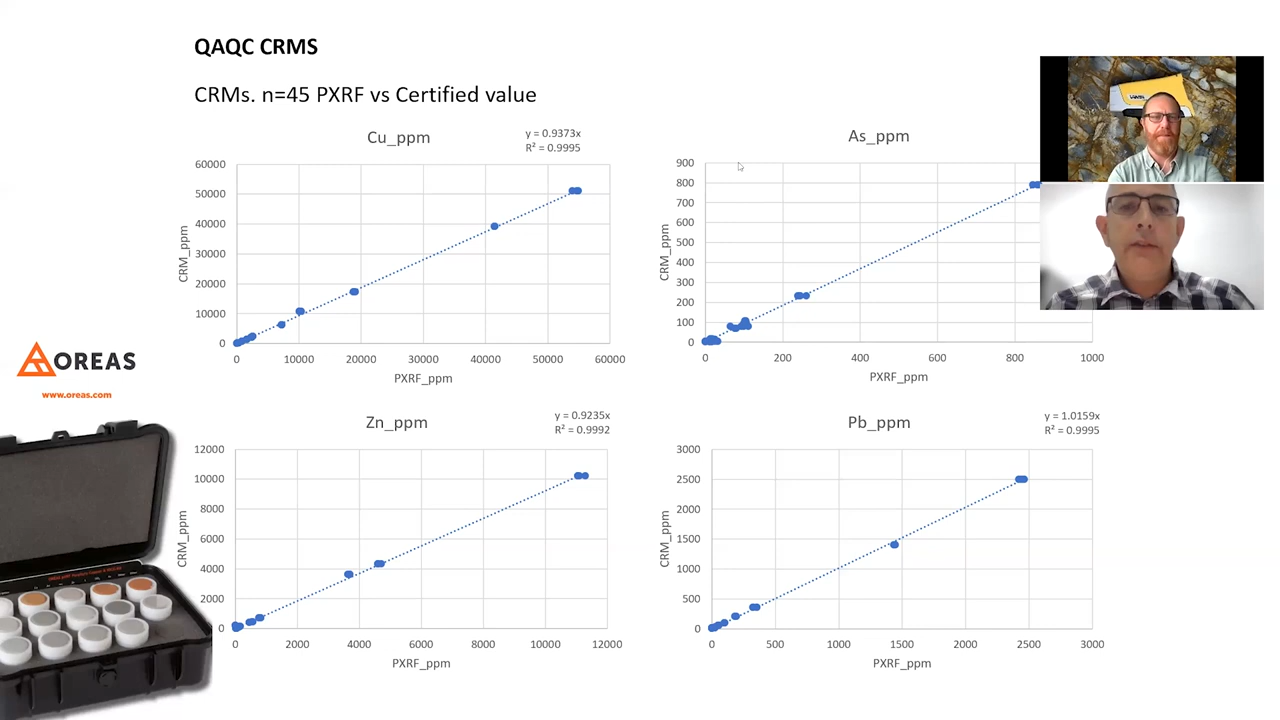 QAQC CRMS
CRMs. n=45 PXRF vs Certified value
Cu_ppm
y = 0.9373x
R² = 0.9995
60000
50000
40000
30000
20000
10000
0
CRM_ppm
0 10000 20000 30000 40000 50000 60000
PXRF_ppm
As_ppm
900
800
700
600
500
400
300
200
100
0
CRM_ppm
0 200 400 600 800 1000
PXRF_ppm
OREAS
www.oreas.com
Zn_ppm
y = 0.9235x
R² = 0.9992
12000
10000
8000
6000
4000
2000
0
CRM_ppm
0 2000 4000 6000 8000 10000 12000
PXRF_ppm
Pb_ppm
y = 1.0159x
R² = 0.9995
3000
2500
2000
1500
1000
500
0
CRM_ppm
0 500 1000 1500 2000 2500 3000
PXRF_ppm